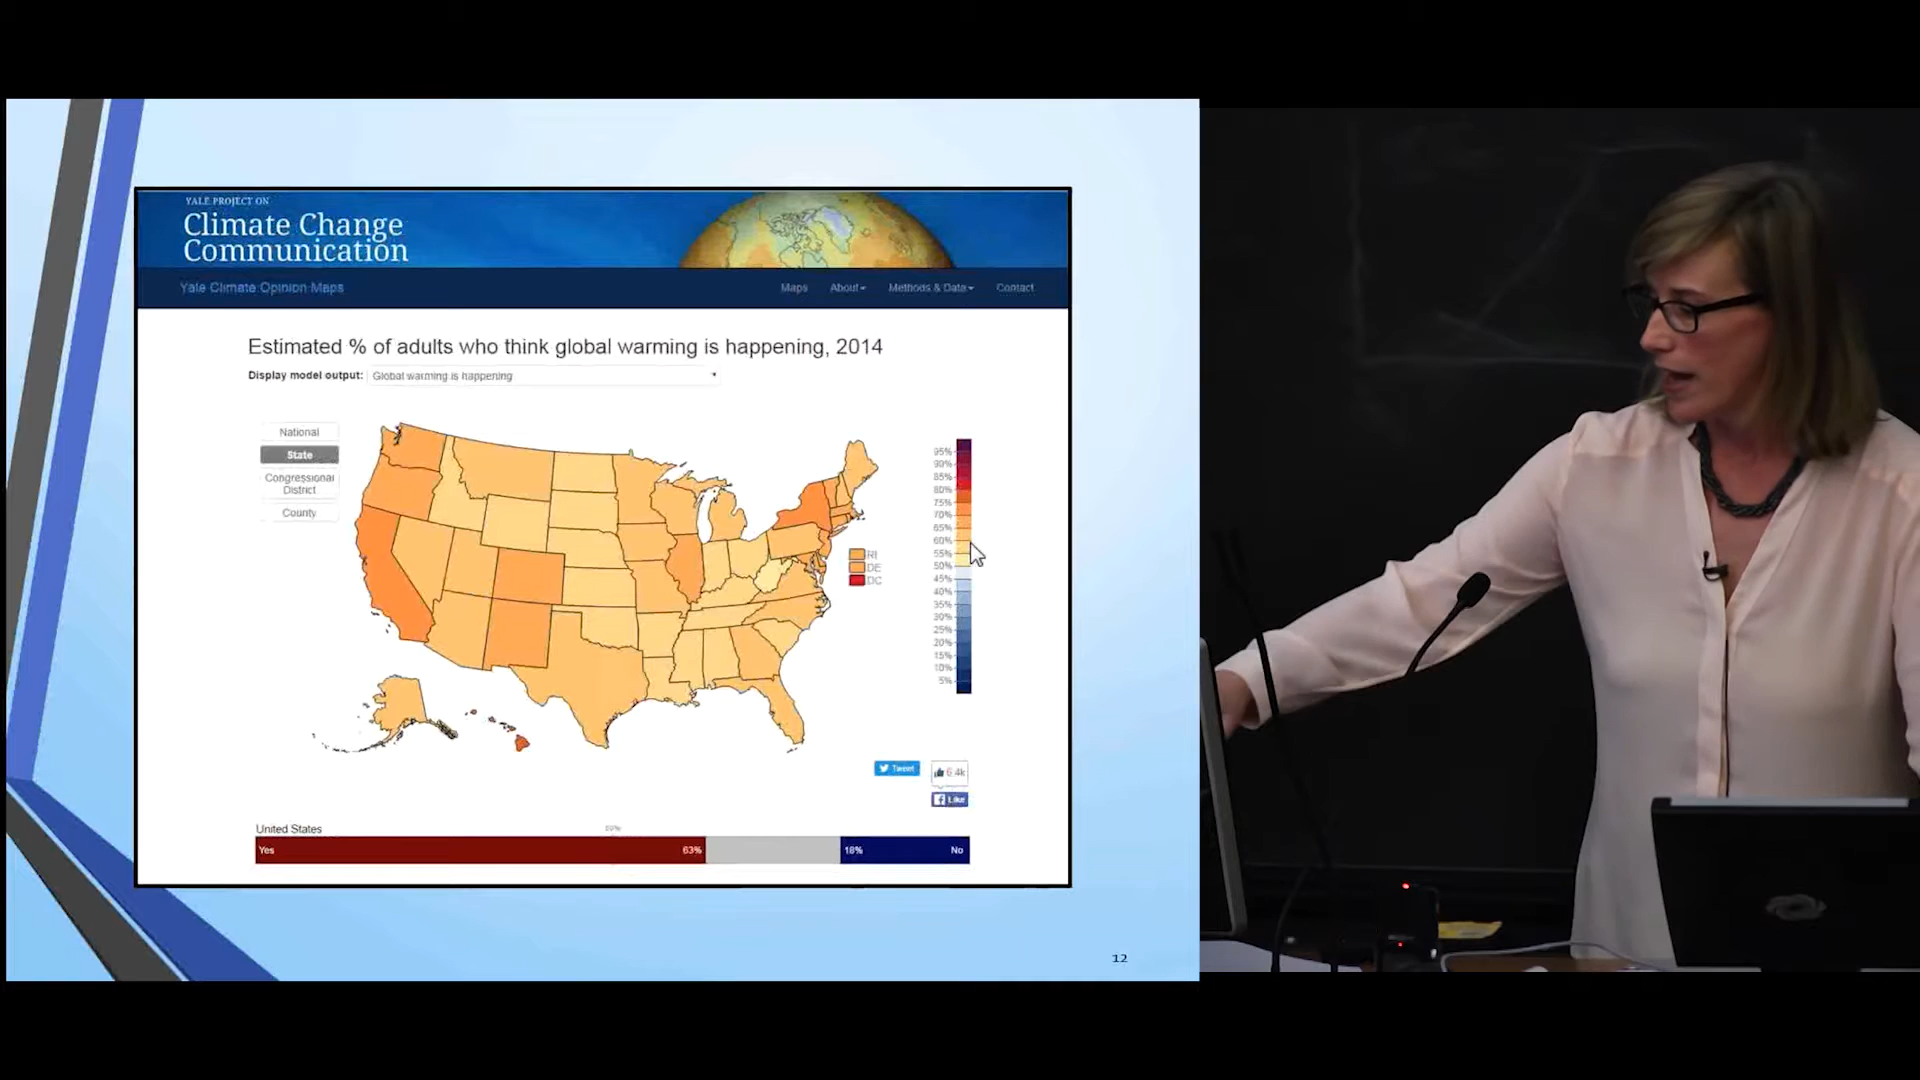 YALE PROJECT ON
Climate Change
Communication
Yale Climate Opinion Maps
Maps
About
Methods & Data
Contact
Estimated % of adults who think global warming is happening, 2014
Display model output: Global warming is happening
National
State
Congressional
District
County
95%
90%
85%
80%
75%
70%
65%
60%
55%
50%
45%
40%
35%
30%
25%
20%
15%
10%
5%
RI
DE
DC
Tweet
6.4k
Like
United States
Yes
63%
18%
No
12